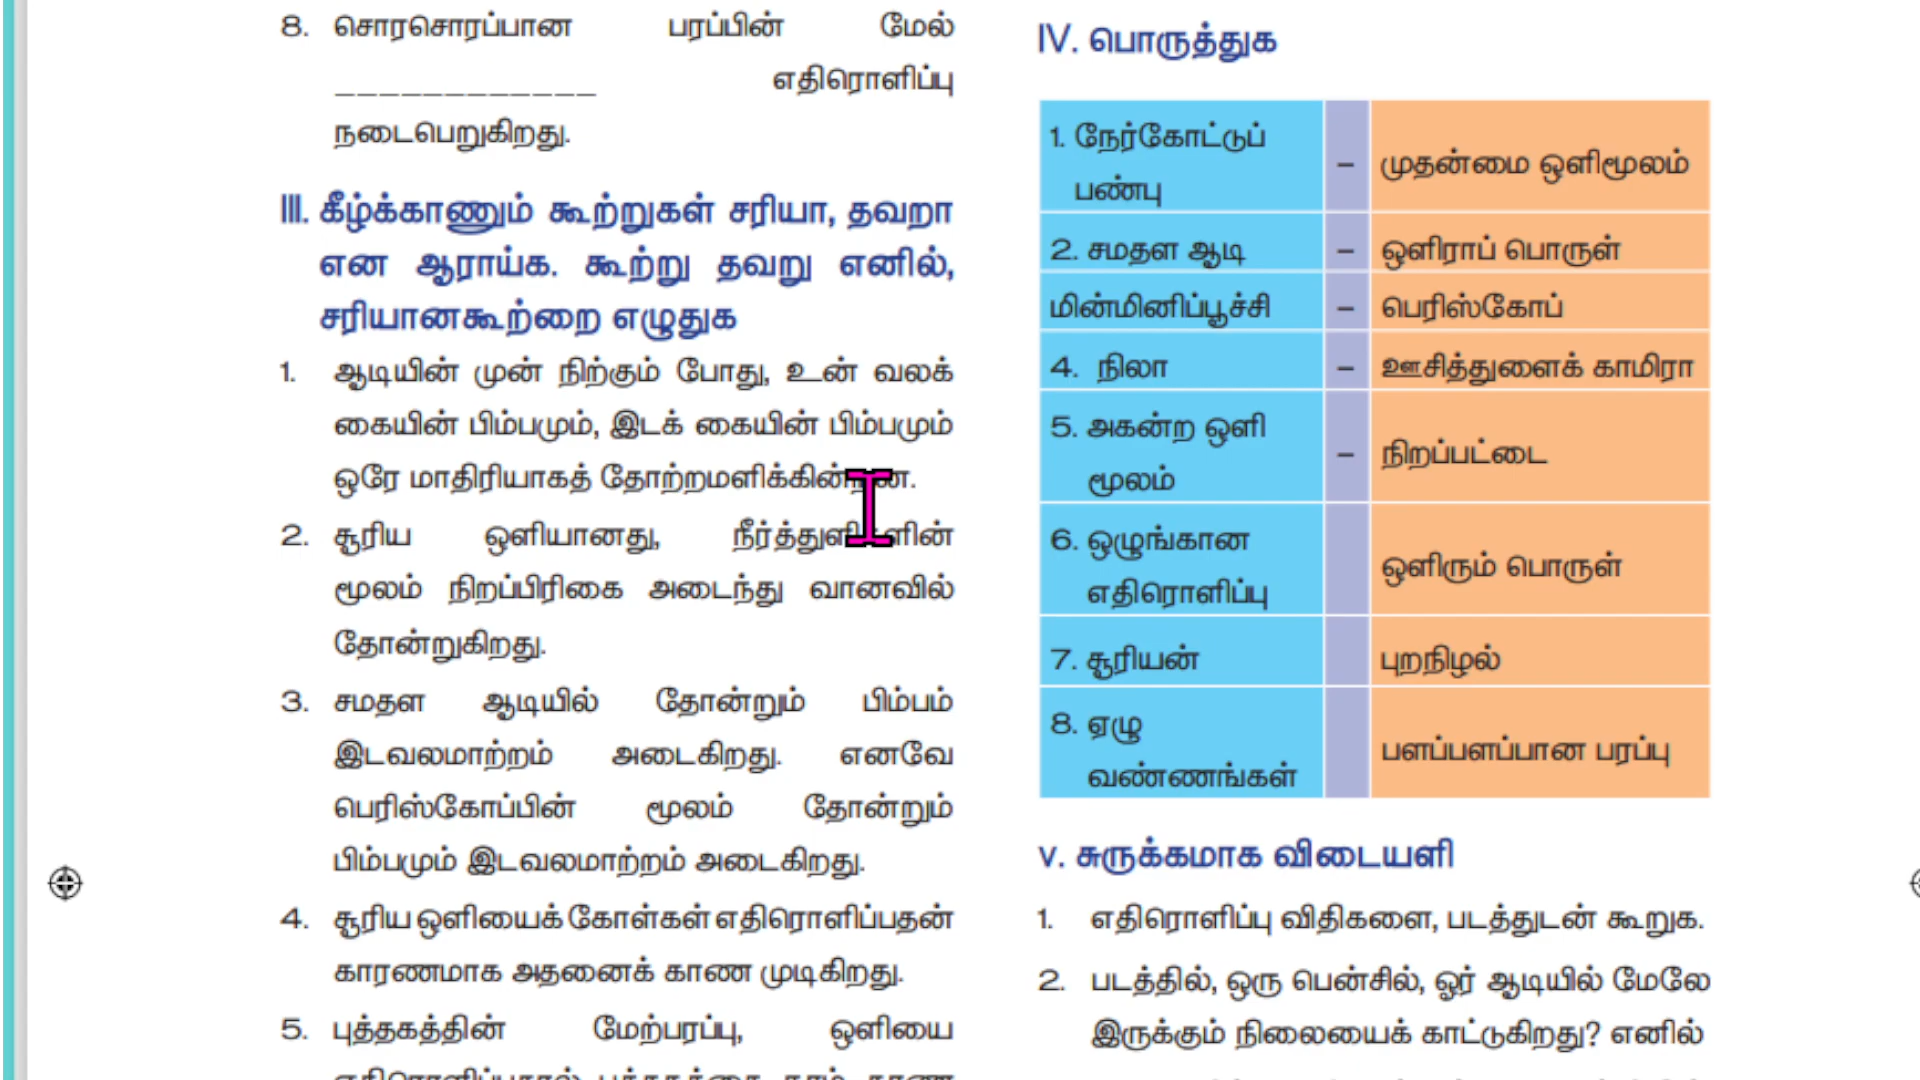 8. சொரசொரப்பான பரப்பின் மேல்
____________ எதிரொளிப்பு
நடைபெறுகிறது.
III. கீழ்க்காணும் கூற்றுகள் சரியா, தவறா
என ஆராய்க. கூற்று தவறு எனில்,
சரியானகூற்றை எழுதுக
1. ஆடியின் முன் நிற்கும் போது, உன் வலக்
கையின் பிம்பமும், இடக் கையின் பிம்பமும்
ஒரே மாதிரியாகத் தோற்றமளிக்கின்றன.
2. சூரிய ஒளியானது, நீர்த்துளிகளின்
மூலம் நிறப்பிரிகை அடைந்து வானவில்
தோன்றுகிறது.
3. சமதள ஆடியில் தோன்றும் பிம்பம்
இடவலமாற்றம் அடைகிறது. எனவே
பெரிஸ்கோப்பின் மூலம் தோன்றும்
பிம்பமும் இடவலமாற்றம் அடைகிறது.
4. சூரிய ஒளியைக் கோள்கள் எதிரொளிப்பதன்
காரணமாக அதனைக் காண முடிகிறது.
5. புத்தகத்தின் மேற்பரப்பு, ஒளியை
IV. பொருத்துக
1. நேர்கோட்டுப்
பண்பு
– முதன்மை ஒளிமூலம்
2. சமதள ஆடி – ஒளிராப் பொருள்
மின்மினிப்பூச்சி – பெரிஸ்கோப்
4. நிலா – ஊசித்துளைக் காமிரா
5. அகன்ற ஒளி
மூலம்
– நிறப்பட்டை
6. ஒழுங்கான
எதிரொளிப்பு
ஒளிரும் பொருள்
7. சூரியன் புறநிழல்
8. ஏழு
வண்ணங்கள்
பளப்பளப்பான பரப்பு
v. சுருக்கமாக விடையளி
1. எதிரொளிப்பு விதிகளை, படத்துடன் கூறுக.
2. படத்தில், ஒரு பென்சில், ஓர் ஆடியில் மேலே
இருக்கும் நிலையைக் காட்டுகிறது? எனில்